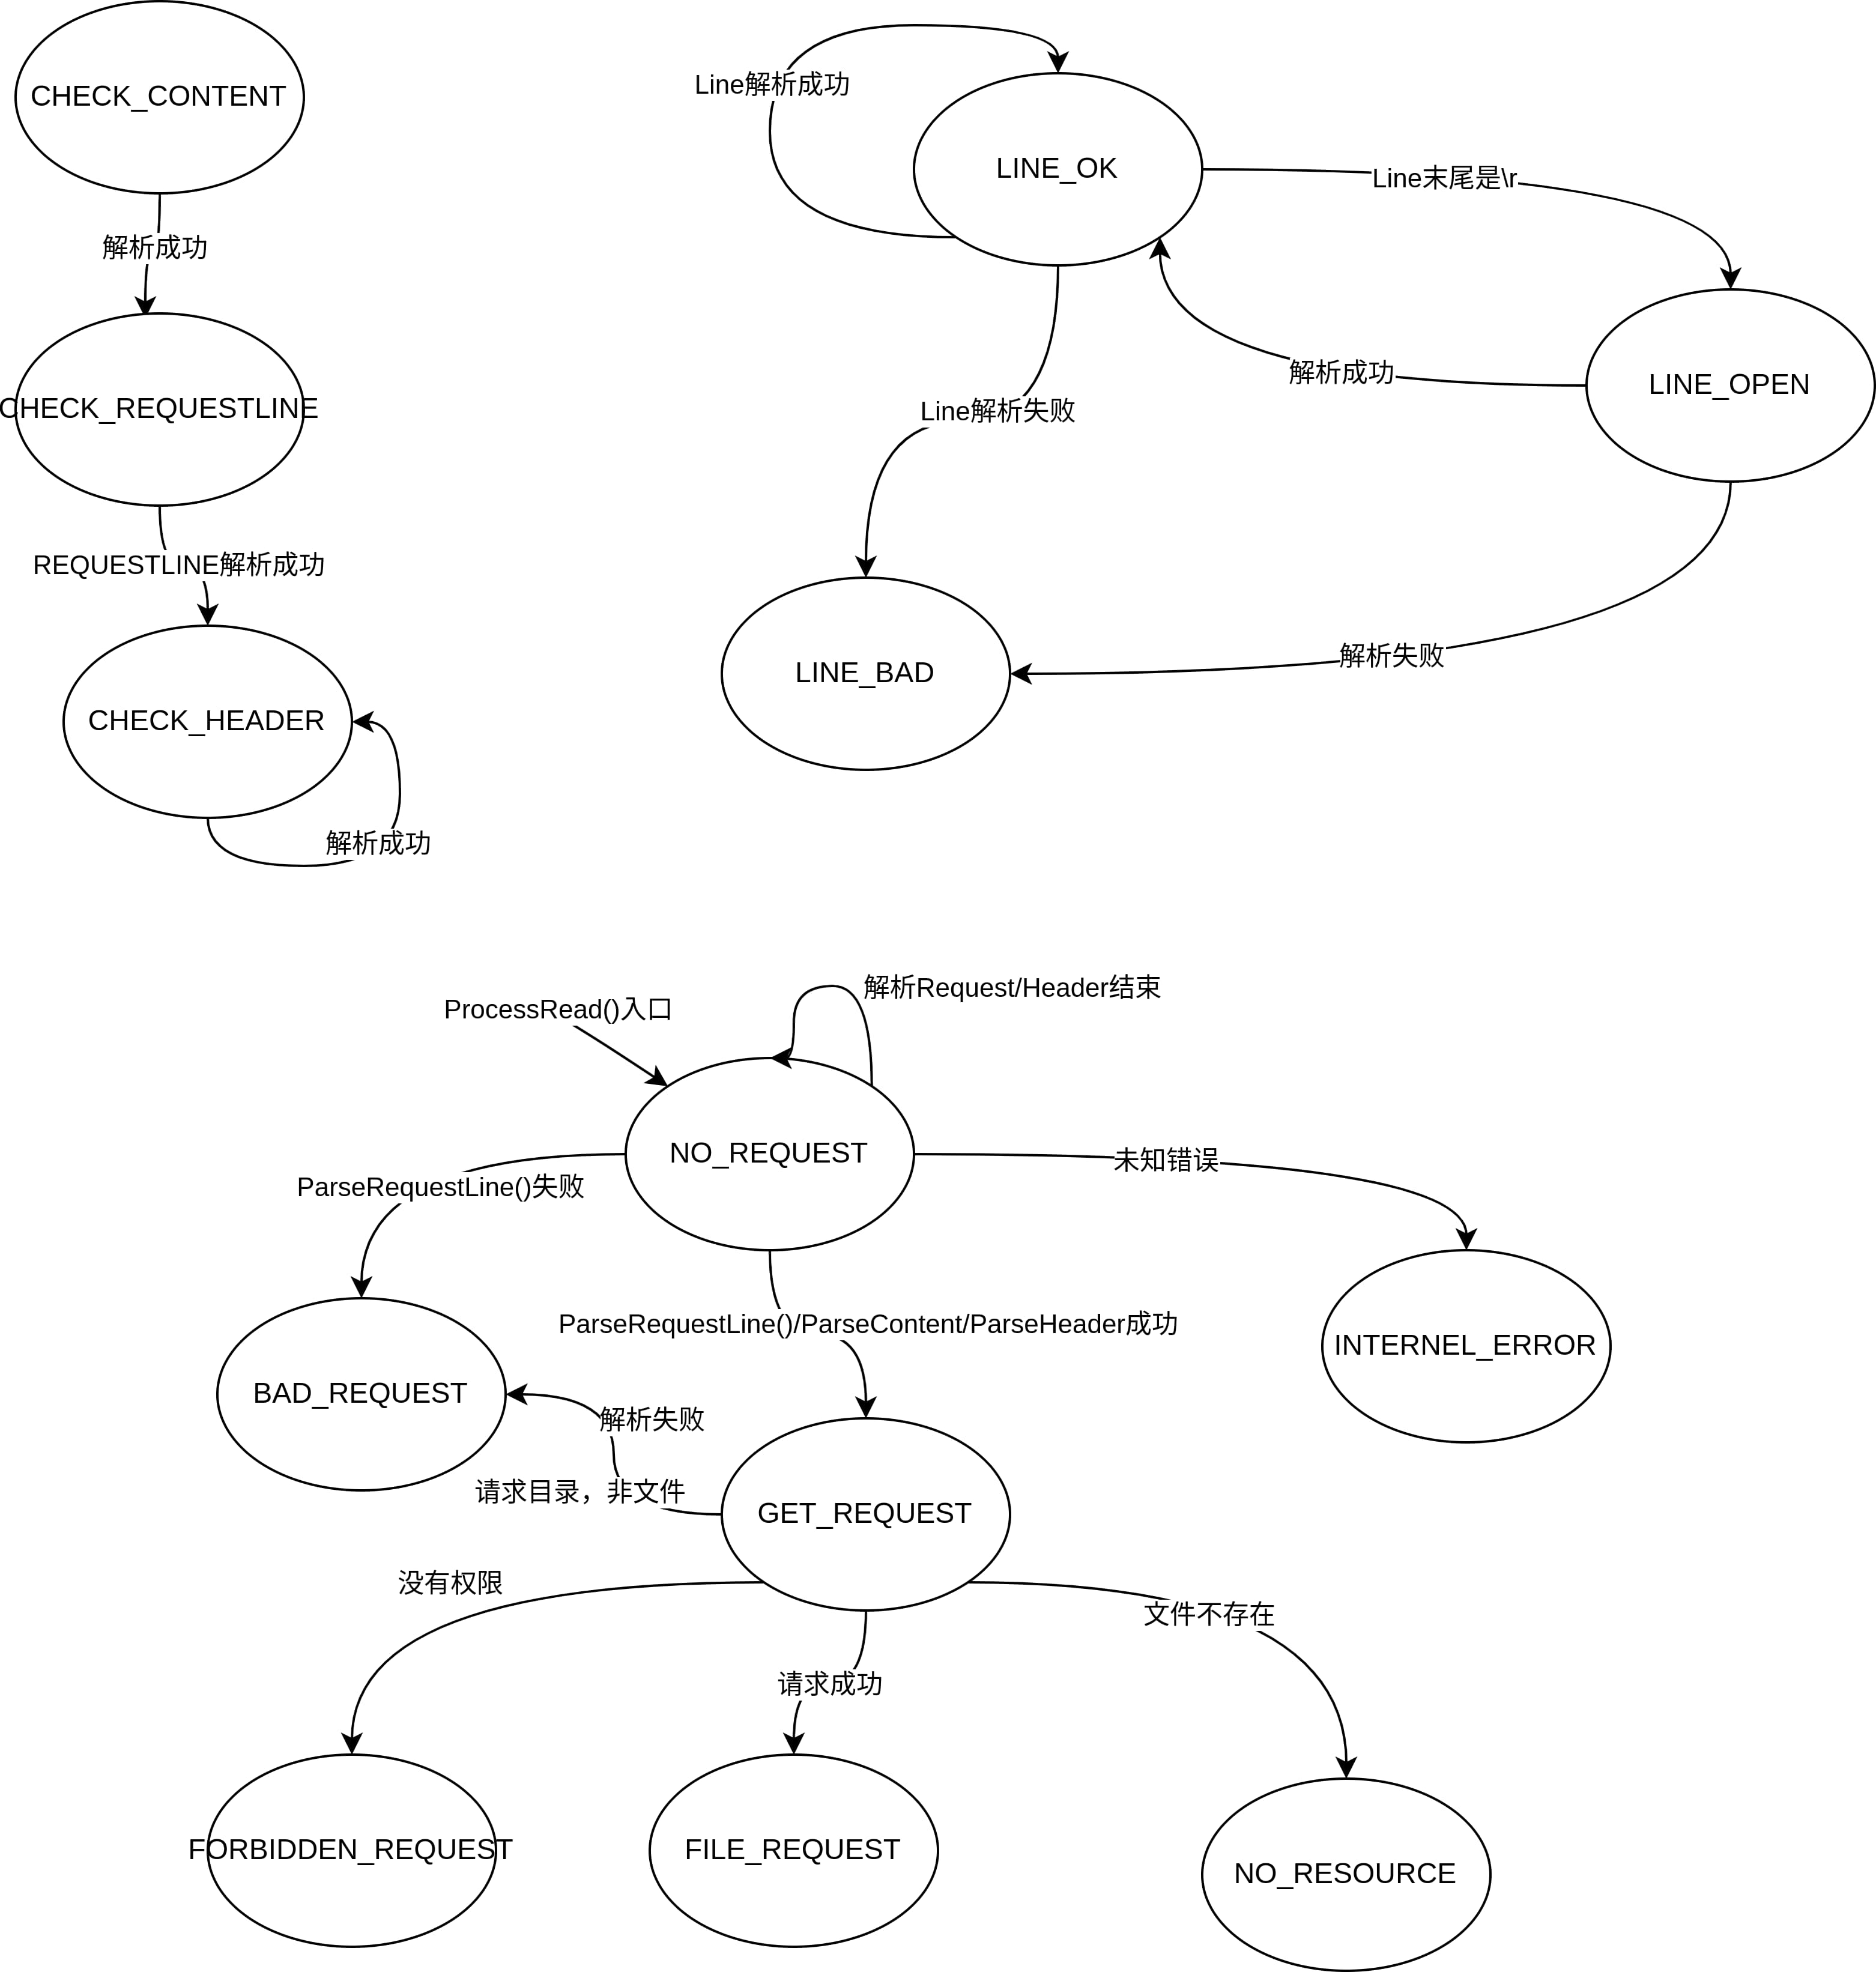 CHECK_CONTENT
解析成功
CHECK_REQUESTLINE
REQUESTLINE解析成功
CHECK_HEADER
解析成功
Line解析成功
LINE_OK
Line末尾是\r
解析成功
LINE_OPEN
Line解析失败
解析失败
LINE_BAD
ProcessRead()入口
解析Request/Header结束
NO_REQUEST
未知错误
ParseRequestLine()失败
ParseRequestLine()/ParseContent/ParseHeader成功
INTERNEL_ERROR
BAD_REQUEST
解析失败
请求目录，非文件
GET_REQUEST
没有权限
文件不存在
请求成功
FORBIDDEN_REQUEST
FILE_REQUEST
NO_RESOURCE